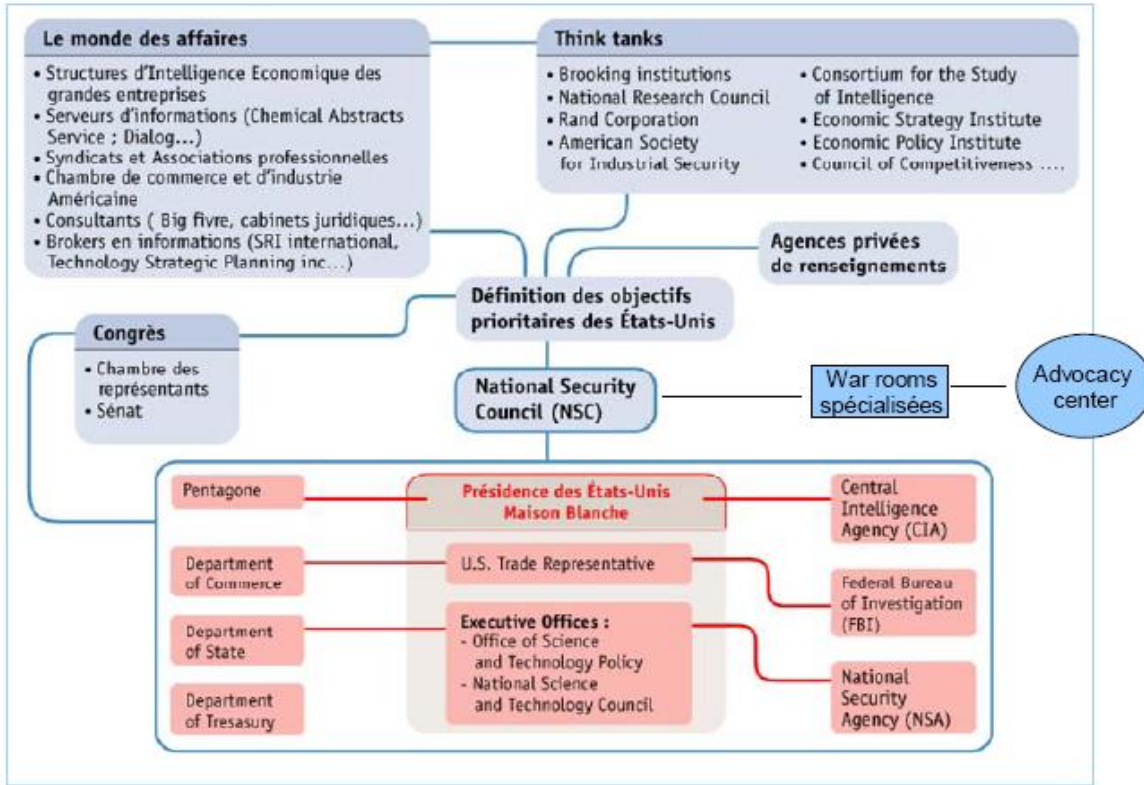 Le monde des affaires
• Structures d'Intelligence Economique des
grandes entreprises
• Serveurs d'informations (Chemical Abstracts
Service ; Dialog...)
• Syndicats et Associations professionnelles
• Chambre de commerce et d'industrie
Américaine
• Consultants ( Big fivre, cabinets juridiques...)
• Brokers en informations (SRI international,
Technology Strategic Planning inc...)
Think tanks
• Brooking institutions
• National Research Council
• Rand Corporation
• American Society
for Industrial Security
• Consortium for the Study
of Intelligence
• Economic Strategy Institute
• Economic Policy Institute
• Council of Competitiveness ....
Agences privées
de renseignements
Définition des objectifs
prioritaires des États-Unis
Congrès
• Chambre des
représentants
• Sénat
National Security
Council (NSC)
War rooms
spécialisées
Advocacy
center
Pentagone
Présidence des États-Unis
Maison Blanche
Central
Intelligence
Agency (CIA)
Department
of Commerce
U.S. Trade Representative
Federal Bureau
of Investigation
(FBI)
Department
of State
Executive Offices :
- Office of Science
and Technology Policy
- National Science
and Technology Council
Department
of Tresasury
National
Security
Agency (NSA)